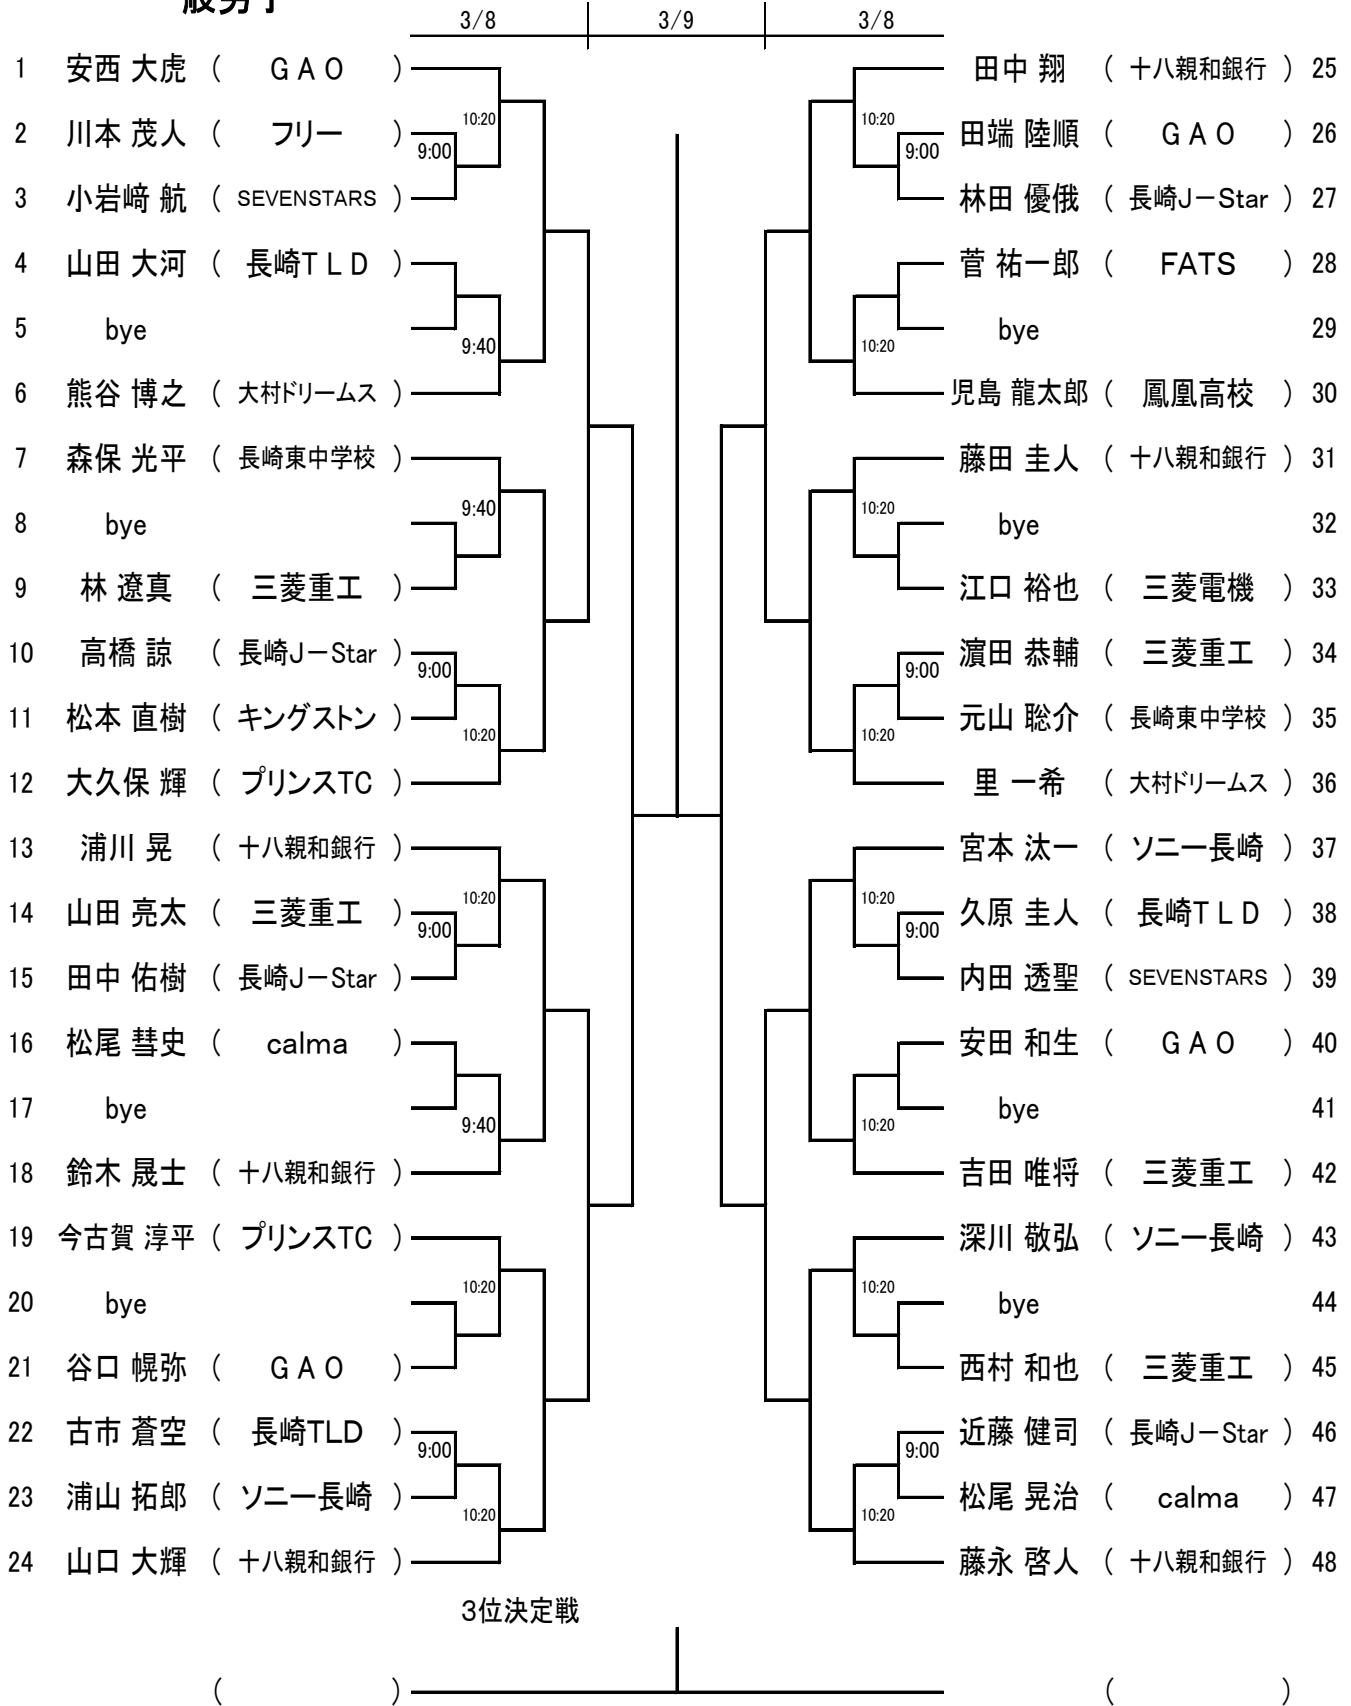 3/8 3/9 3/8
1 安西 大虎 ( GAO ) 田中 翔 ( 十八親和銀行 ) 25
10:20 10:20
2 川本 茂人 ( フリー ) 9:00 9:00 田端 陸順 ( GAO ) 26
3 小岩﨑 航 ( SEVENSTARS ) 林田 優俄 ( 長崎J－Star ) 27
4 山田 大河 ( 長崎TLD ) 菅 祐一郎 ( FATS ) 28
5 bye bye 29
9:40 10:20
6 熊谷 博之 ( 大村ドリームス ) 児島 龍太郎 ( 鳳凰高校 ) 30
7 森保 光平 ( 長崎東中学校 ) 藤田 圭人 ( 十八親和銀行 ) 31
9:40 10:20
8 bye bye 32
9 林 遼真 ( 三菱重工 ) 江口 裕也 ( 三菱電機 ) 33
10 高橋 諒 ( 長崎J－Star ) 9:00 9:00 濵田 恭輔 ( 三菱重工 ) 34
11 松本 直樹 ( キングストン ) 元山 聡介 ( 長崎東中学校 ) 35
10:20 10:20
12 大久保 輝 ( プリンスTC ) 里 一希 ( 大村ドリームス ) 36
13 浦川 晃 ( 十八親和銀行 ) 宮本 汰一 ( ソニー長崎 ) 37
10:20 10:20
14 山田 亮太 ( 三菱重工 ) 9:00 9:00 久原 圭人 ( 長崎TLD ) 38
15 田中 佑樹 ( 長崎J－Star ) 内田 透聖 ( SEVENSTARS ) 39
16 松尾 彗史 ( calma ) 安田 和生 ( GAO ) 40
17 bye bye 41
9:40 10:20
18 鈴木 晟士 ( 十八親和銀行 ) 吉田 唯将 ( 三菱重工 ) 42
19 今古賀 淳平 ( プリンスTC ) 深川 敬弘 ( ソニー長崎 ) 43
10:20 10:20
20 bye bye 44
21 谷口 幌弥 ( GAO ) 西村 和也 ( 三菱重工 ) 45
22 古市 蒼空 ( 長崎TLD ) 9:00 9:00 近藤 健司 ( 長崎J－Star ) 46
23 浦山 拓郎 ( ソニー長崎 ) 松尾 晃治 ( calma ) 47
10:20 10:20
24 山口 大輝 ( 十八親和銀行 ) 藤永 啓人 ( 十八親和銀行 ) 48
3位決定戦
( ) ( )